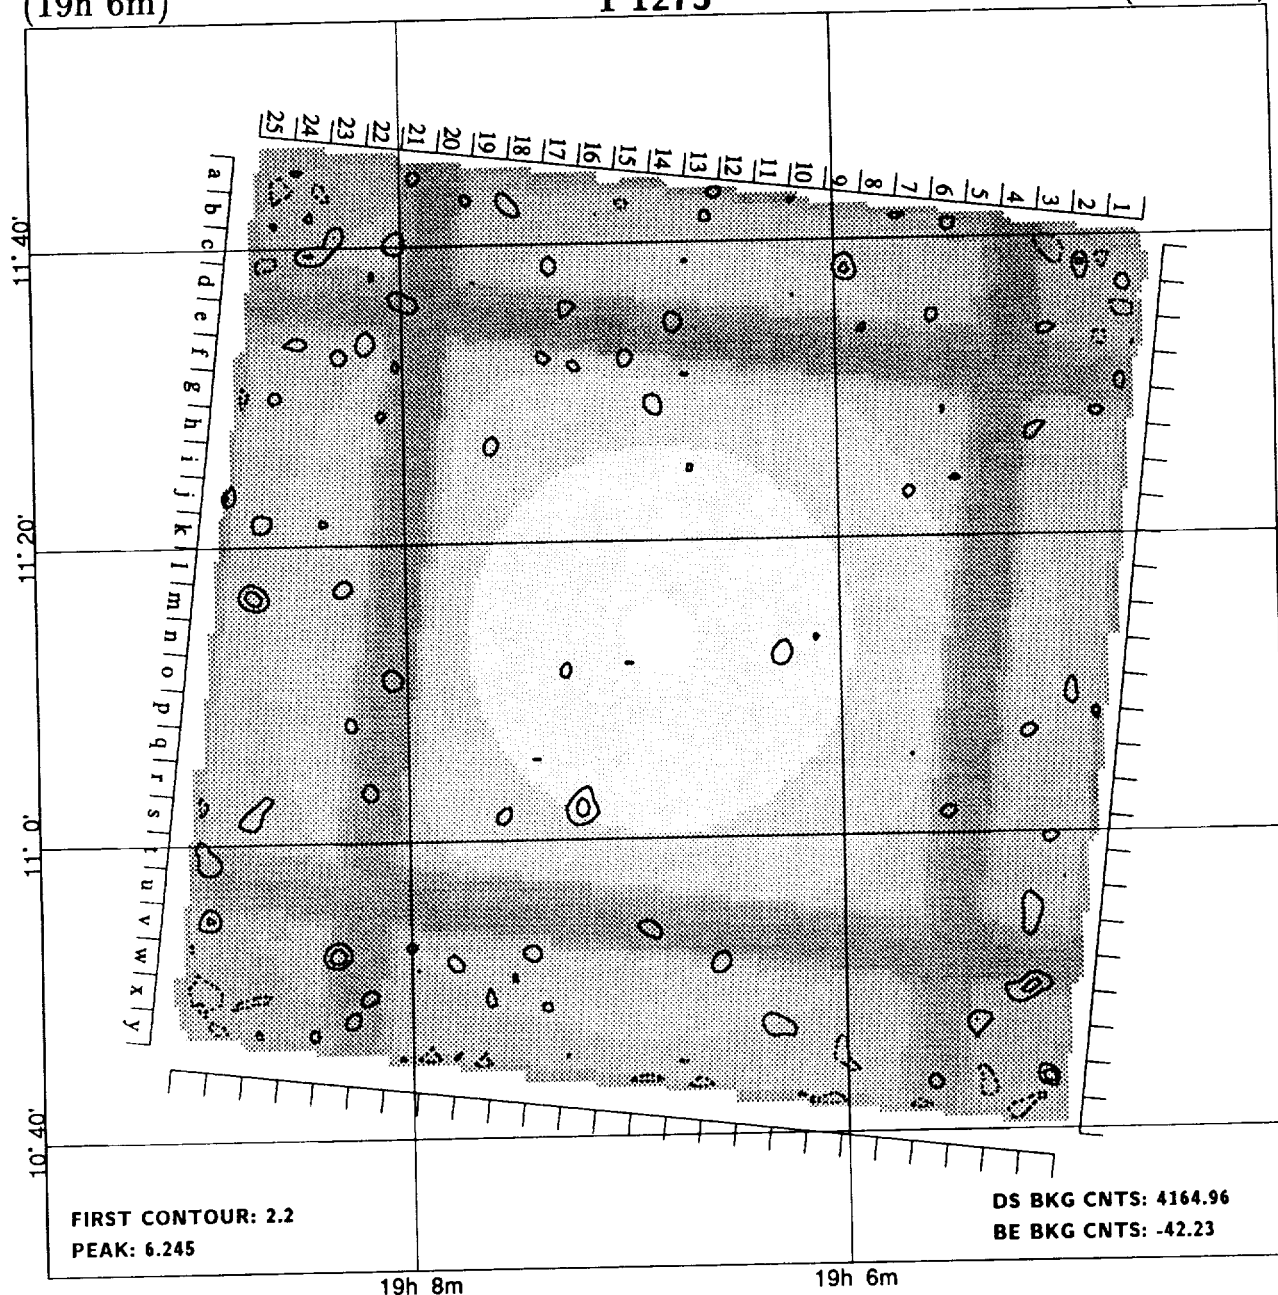 (19h 6m)
25 24 23 22 21 20 19 18 17 16 15 14 13 12 11 10 9 8 7 6 5 4 3 2 1
a b c d e f g h i j k l m n o p q r s t u v w x y
11° 40'
11° 20'
11° 0'
10° 40'
FIRST CONTOUR: 2.2
PEAK: 6.245
DS BKG CNTS: 4164.96
BE BKG CNTS: -42.23
19h 8m
19h 6m